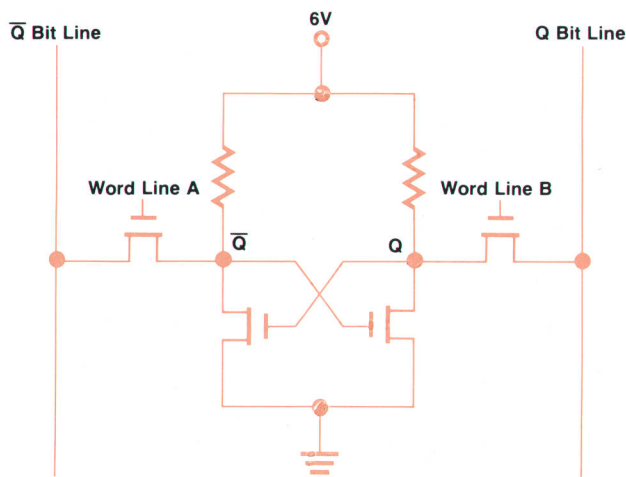 Q̅ Bit Line
6V
Q Bit Line
Word Line A
Word Line B
Q̅
Q